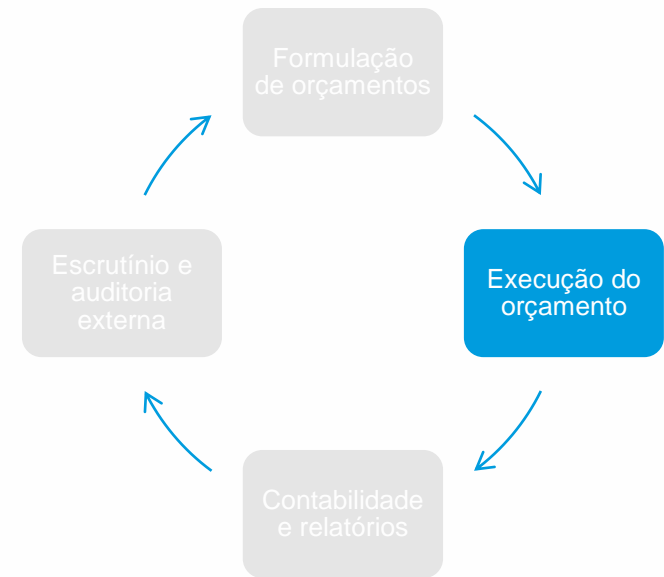 Formulação
de orçamentos
Escrutínio e
auditoria
externa
Execução do
orçamento
Contabilidade
e relatórios